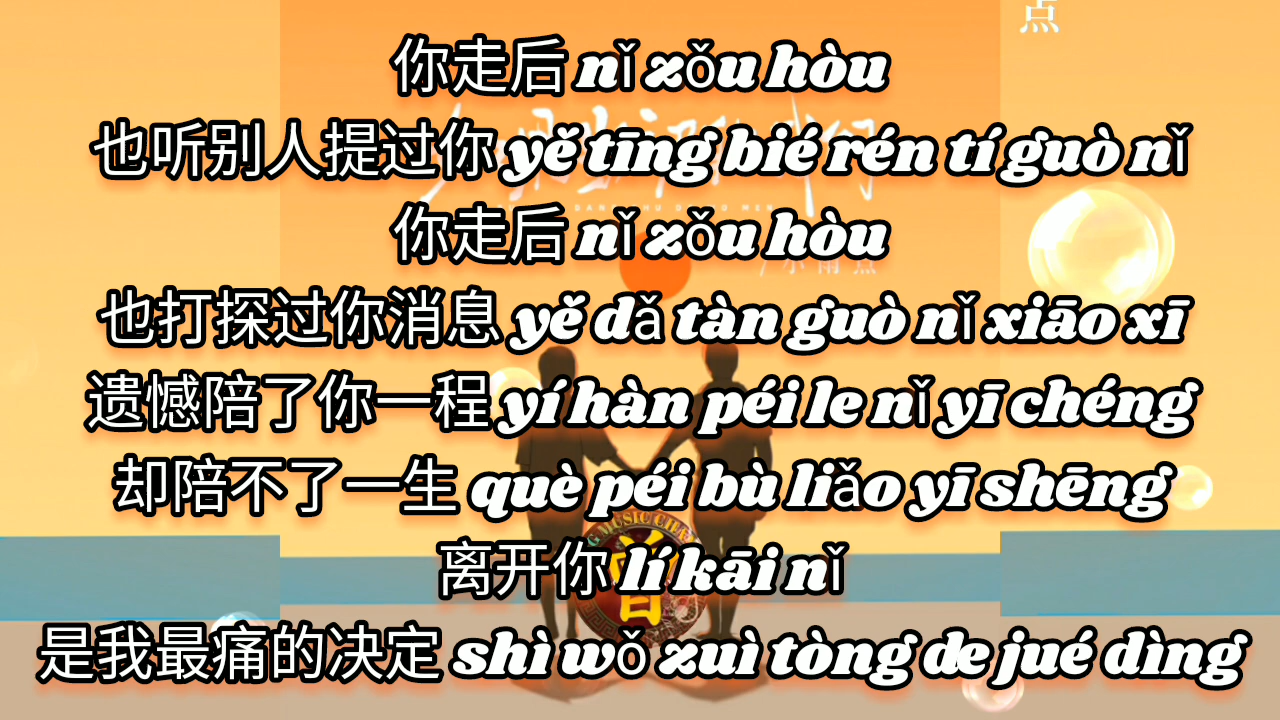 点
你走后 nǐ zǒu hòu
也听别人提过你 yě tīng bié rén tí guò nǐ
你走后 nǐ zǒu hòu
也打探过你消息 yě dǎ tàn guò nǐ xiāo xī
遗憾陪了你一程 yí hàn péi le nǐ yī chéng
却陪不了一生 què péi bù liǎo yī shēng
离开你 lí kāi nǐ
是我最痛的决定 shì wǒ zuì tòng de jué dìng